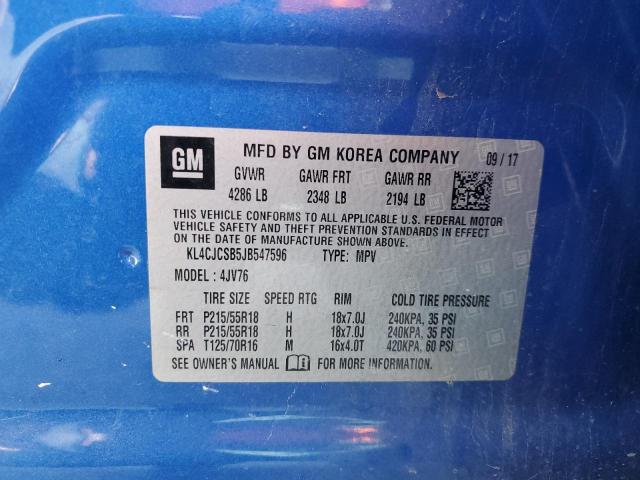 GM
MFD BY GM KOREA COMPANY 09/17
GVWR GAWR FRT GAWR RR
4286 LB 2348 LB 2194 LB
THIS VEHICLE CONFORMS TO ALL APPLICABLE U.S. FEDERAL MOTOR
VEHICLE SAFETY AND THEFT PREVENTION STANDARDS IN EFFECT ON
THE DATE OF MANUFACTURE SHOWN ABOVE.
KL4CJCSB5JB547596 TYPE: MPV
MODEL: 4JV76
TIRE SIZE SPEED RTG RIM COLD TIRE PRESSURE
FRT P215/55R18 H 18x7.0J 240KPA, 35 PSI
RR P215/55R18 H 18x7.0J 240KPA, 35 PSI
SPA T125/70R16 M 16x4.0T 420KPA, 60 PSI
SEE OWNER'S MANUAL FOR MORE INFORMATION.